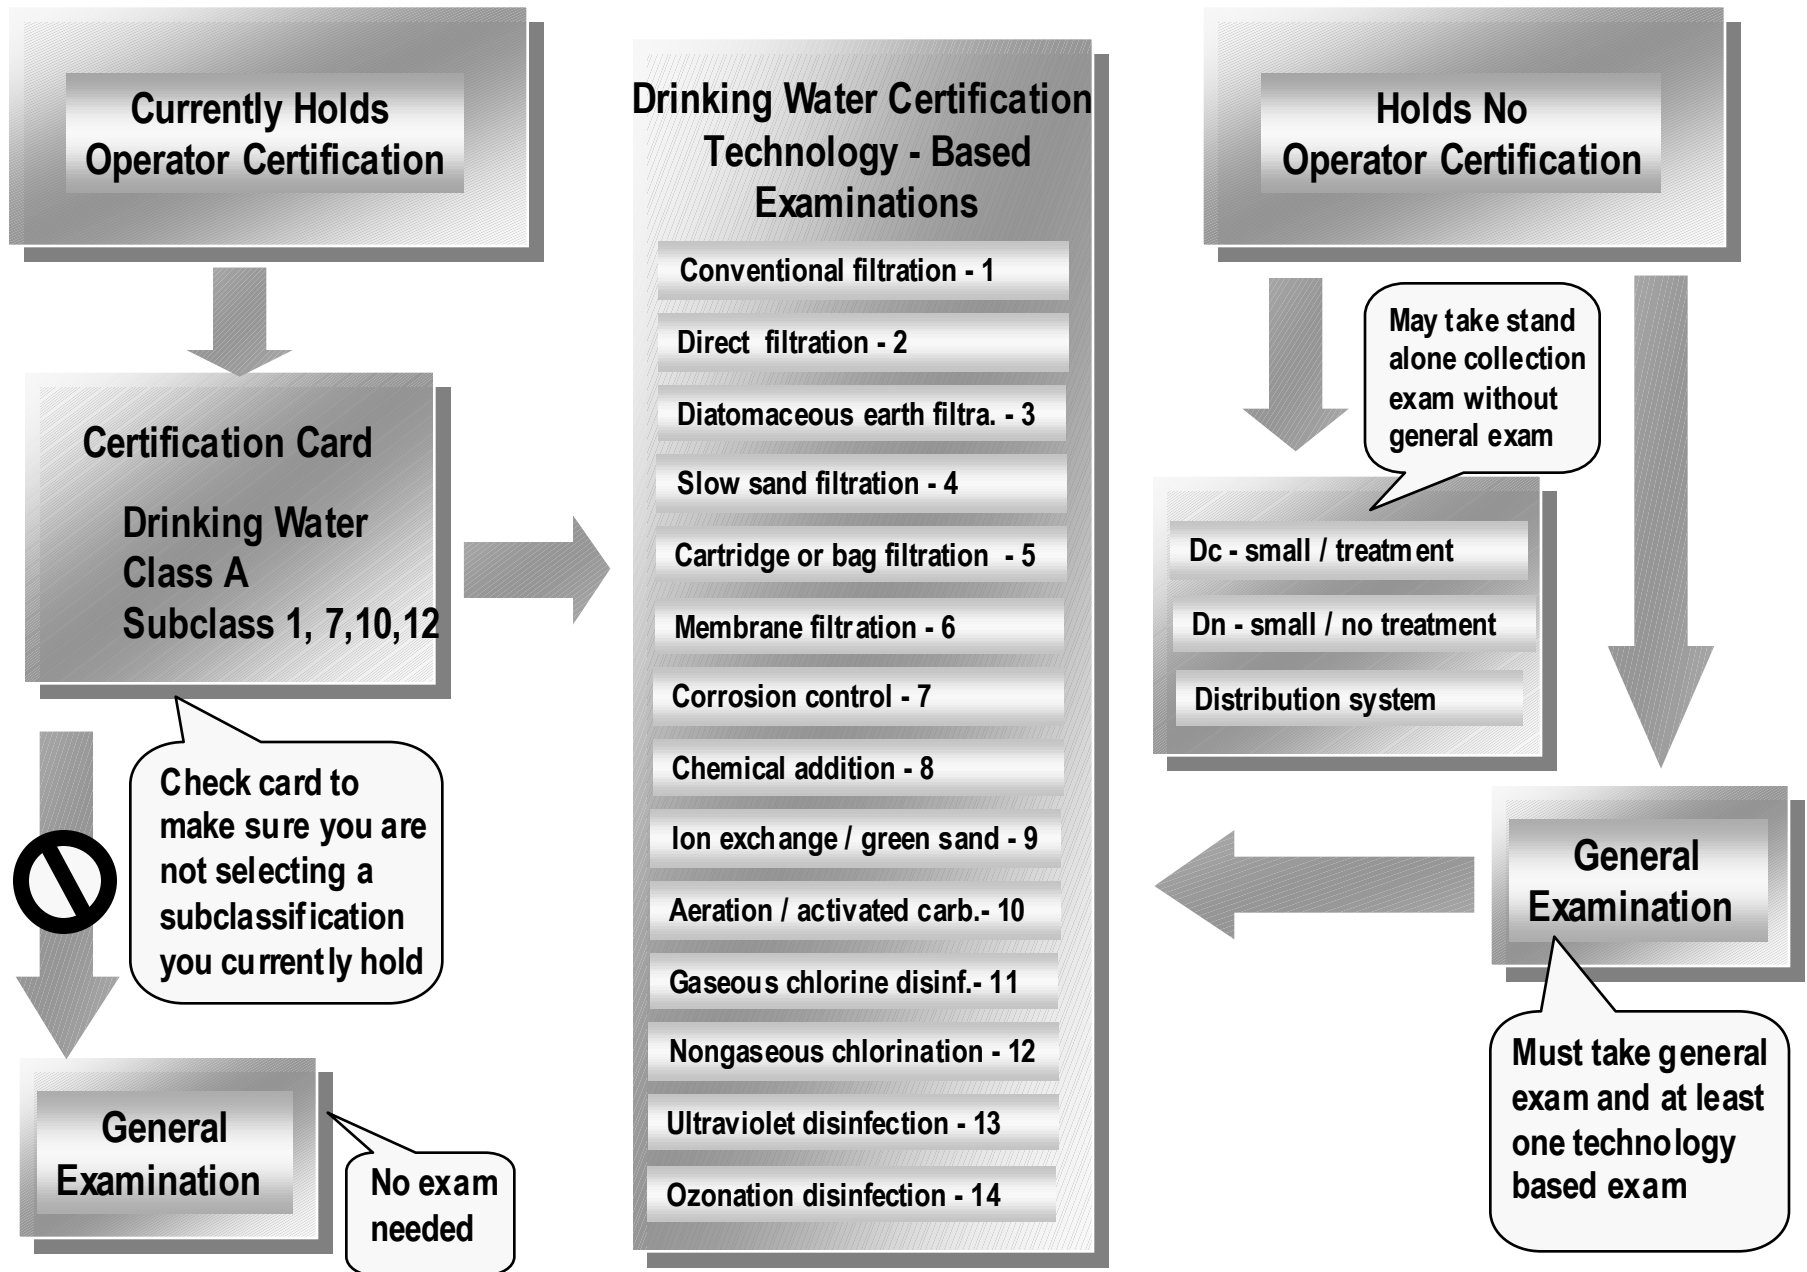 Currently Holds
Operator Certification
Certification Card
Drinking Water
Class A
Subclass 1, 7,10,12
Check card to
make sure you are
not selecting a
subclassification
you currently hold
General
Examination
No exam
needed
Drinking Water Certification
Technology - Based
Examinations
Conventional filtration - 1
Direct filtration - 2
Diatomaceous earth filtra. - 3
Slow sand filtration - 4
Cartridge or bag filtration - 5
Membrane filtration - 6
Corrosion control - 7
Chemical addition - 8
Ion exchange / green sand - 9
Aeration / activated carb.- 10
Gaseous chlorine disinf.- 11
Nongaseous chlorination - 12
Ultraviolet disinfection - 13
Ozonation disinfection - 14
Holds No
Operator Certification
May take stand
alone collection
exam without
general exam
Dc - small / treatment
Dn - small / no treatment
Distribution system
General
Examination
Must take general
exam and at least
one technology
based exam